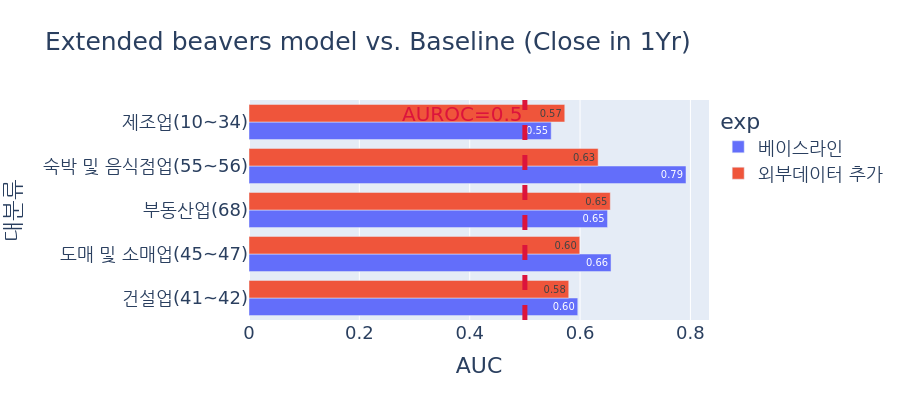 Extended beavers model vs. Baseline (Close in 1Yr)
AUROC=0.5
대분류
제조업(10~34)
0.57
0.55
숙박 및 음식점업(55~56)
0.63
0.79
부동산업(68)
0.65
0.65
도매 및 소매업(45~47)
0.60
0.66
건설업(41~42)
0.58
0.60
0 0.2 0.4 0.6 0.8
AUC
exp
베이스라인
외부데이터 추가